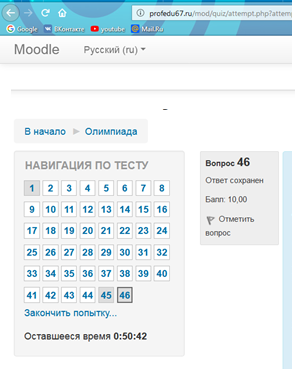 profedu67.ru/mod/quiz/attempt.php?attemp
Google ВКонтакте youtube Mail.Ru
Moodle Русский (ru)
В начало ► Олимпиада
НАВИГАЦИЯ ПО ТЕСТУ
1 2 3 4 5 6 7 8
9 10 11 12 13 14 15 16
17 18 19 20 21 22 23 24
25 26 27 28 29 30 31 32
33 34 35 36 37 38 39 40
41 42 43 44 45 46
Закончить попытку...
Оставшееся время 0:50:42
Вопрос 46
Ответ сохранен
Балл: 10,00
Отметить
вопрос